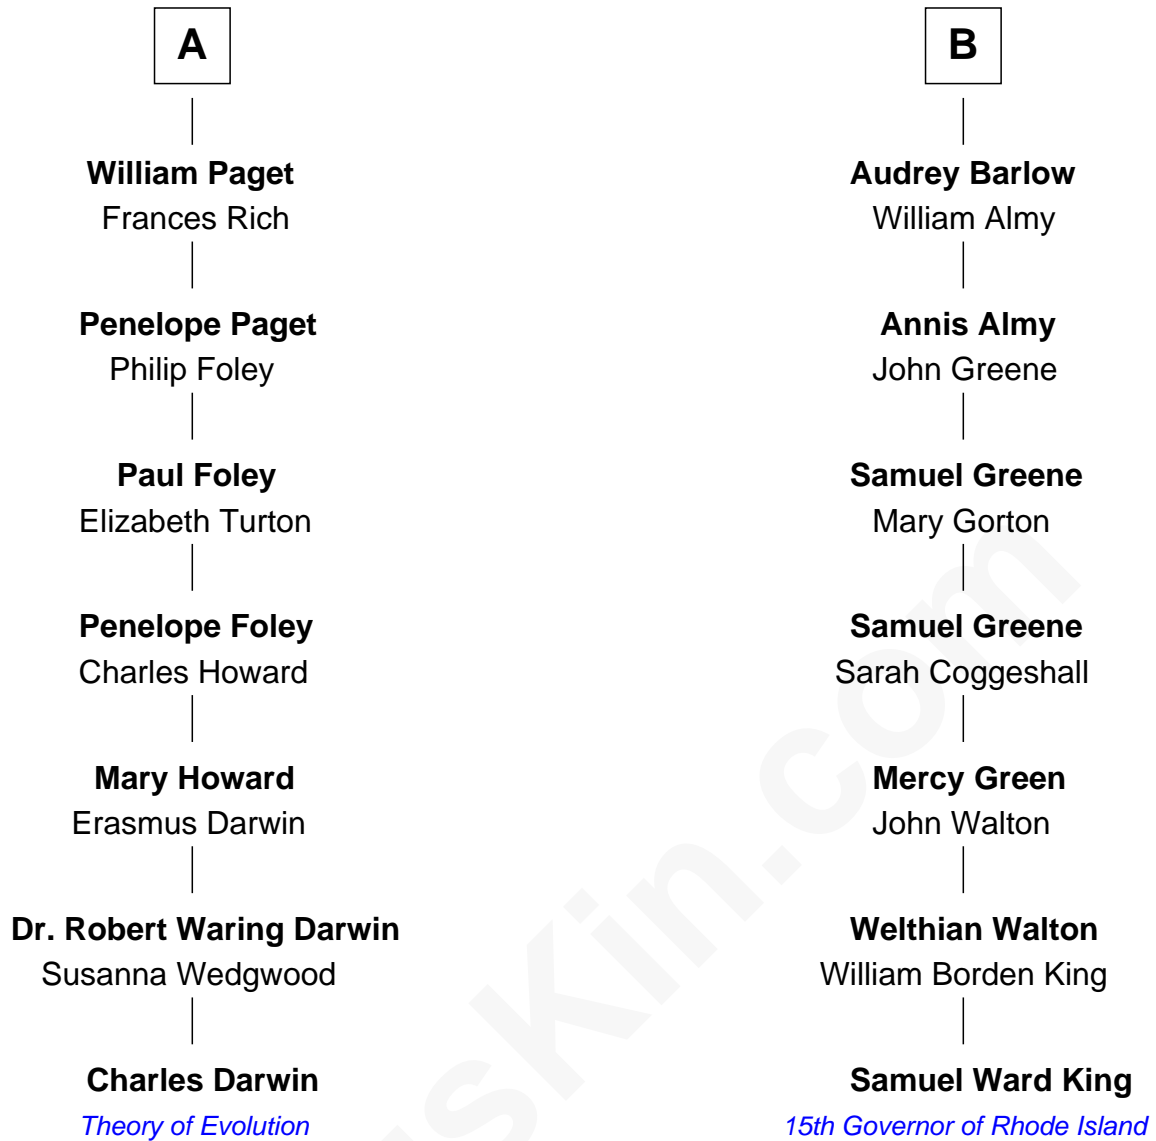 A
William Paget
Frances Rich
Penelope Paget
Philip Foley
Paul Foley
Elizabeth Turton
Penelope Foley
Charles Howard
Mary Howard
Erasmus Darwin
Dr. Robert Waring Darwin
Susanna Wedgwood
Charles Darwin
Theory of Evolution
B
Audrey Barlow
William Almy
Annis Almy
John Greene
Samuel Greene
Mary Gorton
Samuel Greene
Sarah Coggeshall
Mercy Green
John Walton
Welthian Walton
William Borden King
Samuel Ward King
15th Governor of Rhode Island
sKin.com